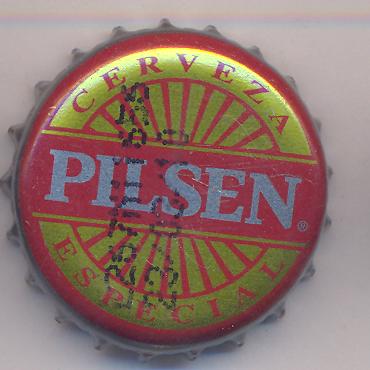 CERVEZA
PILSEN
®
ESPECIAL